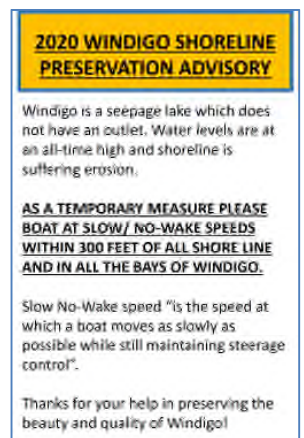 2020 WINDIGO SHORELINE
PRESERVATION ADVISORY
Windigo is a seepage lake which does
not have an outlet. Water levels are at
an all-time high and shoreline is
suffering erosion.
AS A TEMPORARY MEASURE PLEASE
BOAT AT SLOW/ NO-WAKE SPEEDS
WITHIN 300 FEET OF ALL SHORE LINE
AND IN ALL THE BAYS OF WINDIGO.
Slow No-Wake speed "is the speed at
which a boat moves as slowly as
possible while still maintaining steerage
control".
Thanks for your help in preserving the
beauty and quality of Windigo!